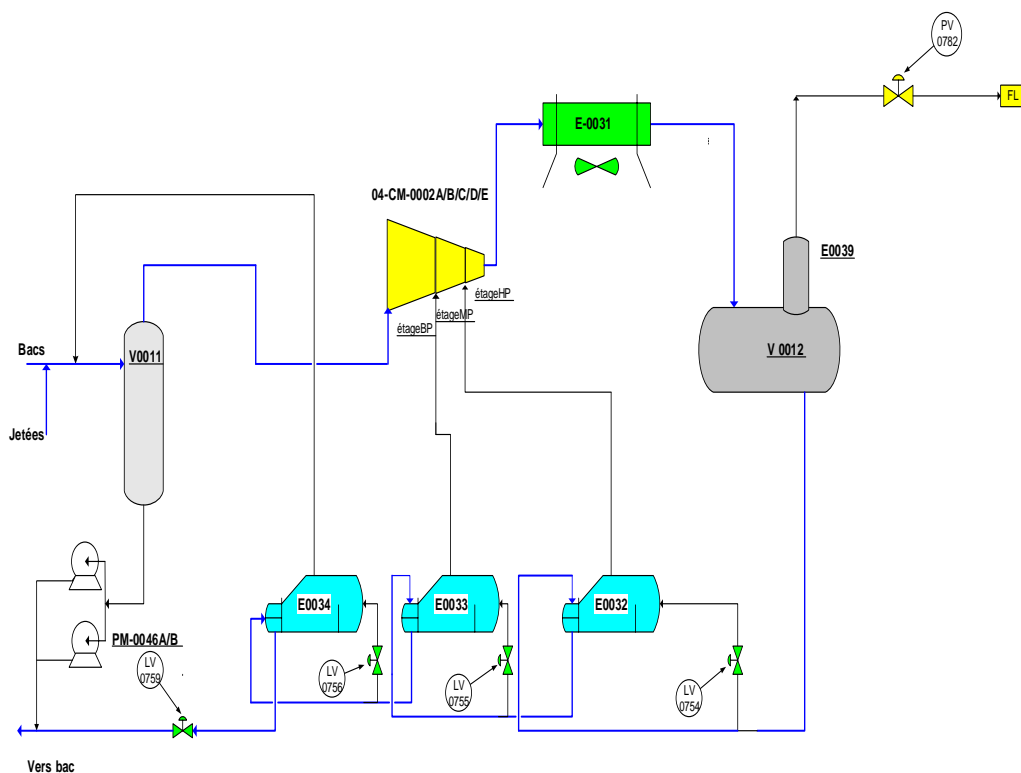 PV
0782
FL
E-0031
04-CM-0002A/B/C/D/E
E0039
étageHP
étageMP
étageBP
Bacs
V0011
V 0012
Jetées
E0034
E0033
E0032
PM-0046A/B
LV
0759
LV
0756
LV
0755
LV
0754
Vers bac